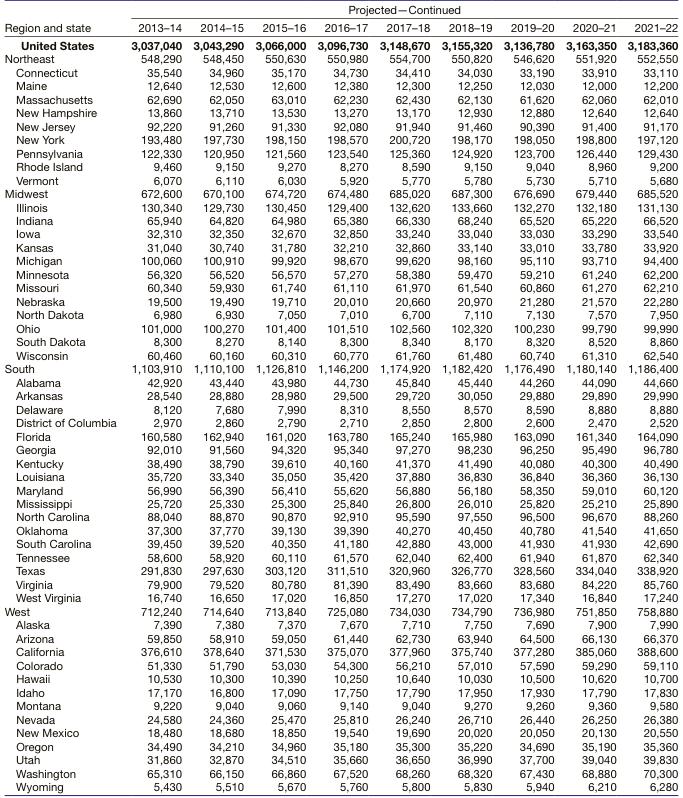 Projected—Continued
Region and state 2013–14 2014–15 2015–16 2016–17 2017–18 2018–19 2019–20 2020–21 2021–22
United States 3,037,040 3,043,290 3,066,000 3,096,730 3,148,670 3,155,320 3,136,780 3,163,350 3,183,360
Northeast 548,290 548,450 550,630 550,980 554,700 550,820 546,620 551,920 552,550
Connecticut 35,540 34,960 35,170 34,730 34,410 34,030 33,190 33,910 33,110
Maine 12,640 12,530 12,600 12,380 12,300 12,250 12,030 12,000 12,200
Massachusetts 62,690 62,050 63,010 62,230 62,430 62,130 61,620 62,060 62,010
New Hampshire 13,860 13,710 13,530 13,270 13,170 12,930 12,880 12,640 12,640
New Jersey 92,220 91,260 91,330 92,080 91,940 91,460 90,390 91,400 91,170
New York 193,480 197,730 198,150 198,570 200,720 198,170 198,050 198,800 197,120
Pennsylvania 122,330 120,950 121,560 123,540 125,360 124,920 123,700 126,440 129,430
Rhode Island 9,460 9,150 9,270 8,270 8,590 9,150 9,040 8,960 9,200
Vermont 6,070 6,110 6,030 5,920 5,770 5,780 5,730 5,710 5,680
Midwest 672,600 670,100 674,720 674,480 685,020 687,300 676,690 679,440 685,520
Illinois 130,340 129,730 130,450 129,400 132,620 133,660 132,270 132,180 131,130
Indiana 65,940 64,820 64,980 65,380 66,330 68,240 65,520 65,220 66,520
Iowa 32,310 32,350 32,670 32,850 33,240 33,040 33,030 33,290 33,540
Kansas 31,040 30,740 31,780 32,210 32,860 33,140 33,010 33,780 33,920
Michigan 100,060 100,910 99,920 98,670 99,620 98,160 95,110 93,710 94,400
Minnesota 56,320 56,520 56,570 57,270 58,380 59,470 59,210 61,240 62,200
Missouri 60,340 59,930 61,740 61,110 61,970 61,540 60,860 61,270 62,210
Nebraska 19,500 19,490 19,710 20,010 20,660 20,970 21,280 21,570 22,280
North Dakota 6,980 6,930 7,050 7,010 6,700 7,110 7,130 7,570 7,950
Ohio 101,000 100,270 101,400 101,510 102,560 102,320 100,230 99,790 99,990
South Dakota 8,300 8,270 8,140 8,300 8,340 8,170 8,320 8,520 8,860
Wisconsin 60,460 60,160 60,310 60,770 61,760 61,480 60,740 61,310 62,540
South 1,103,910 1,110,100 1,126,810 1,146,200 1,174,920 1,182,420 1,176,490 1,180,140 1,186,400
Alabama 42,920 43,440 43,980 44,730 45,840 45,440 44,260 44,090 44,660
Arkansas 28,540 28,880 28,980 29,500 29,720 30,050 29,880 29,890 29,990
Delaware 8,120 7,680 7,990 8,310 8,550 8,570 8,590 8,880 8,880
District of Columbia 2,970 2,860 2,790 2,710 2,850 2,800 2,600 2,470 2,520
Florida 160,580 162,940 161,020 163,780 165,240 165,980 163,090 161,340 164,090
Georgia 92,010 91,560 94,320 95,340 97,270 98,230 96,250 95,490 96,780
Kentucky 38,490 38,790 39,610 40,160 41,370 41,490 40,080 40,300 40,490
Louisiana 35,720 33,340 35,050 35,420 37,880 36,830 36,840 36,360 36,130
Maryland 56,990 56,390 56,410 55,620 56,880 56,180 58,350 59,010 60,120
Mississippi 25,720 25,330 25,300 25,840 26,800 26,010 25,820 25,210 25,890
North Carolina 88,040 88,870 90,870 92,910 95,590 97,550 96,500 96,670 88,260
Oklahoma 37,300 37,770 39,130 39,390 40,270 40,450 40,780 41,540 41,650
South Carolina 39,450 39,520 40,350 41,180 42,880 43,000 41,930 41,930 42,690
Tennessee 58,600 58,920 60,110 61,570 62,040 62,400 61,940 61,870 62,340
Texas 291,830 297,630 303,120 311,510 320,960 326,770 328,560 334,040 338,920
Virginia 79,900 79,520 80,780 81,390 83,490 83,660 83,680 84,220 85,760
West Virginia 16,740 16,650 17,020 16,850 17,270 17,020 17,340 16,840 17,240
West 712,240 714,640 713,840 725,080 734,030 734,790 736,980 751,850 758,880
Alaska 7,390 7,380 7,370 7,670 7,710 7,750 7,690 7,900 7,990
Arizona 59,850 58,910 59,050 61,440 62,730 63,940 64,500 66,130 66,370
California 376,610 378,640 371,530 375,070 377,960 375,740 377,280 385,060 388,600
Colorado 51,330 51,790 53,030 54,300 56,210 57,010 57,590 59,290 59,110
Hawaii 10,530 10,300 10,390 10,250 10,640 10,030 10,500 10,620 10,700
Idaho 17,170 16,800 17,090 17,750 17,790 17,950 17,930 17,790 17,830
Montana 9,220 9,040 9,060 9,140 9,040 9,270 9,260 9,360 9,580
Nevada 24,580 24,360 25,470 25,810 26,240 26,710 26,440 26,250 26,380
New Mexico 18,480 18,680 18,850 19,540 19,690 20,020 20,050 20,130 20,550
Oregon 34,490 34,210 34,960 35,180 35,300 35,220 34,690 35,190 35,360
Utah 31,860 32,870 34,510 35,660 36,650 36,990 37,700 39,040 39,830
Washington 65,310 66,150 66,860 67,520 68,260 68,320 67,430 68,880 70,300
Wyoming 5,430 5,510 5,670 5,760 5,800 5,830 5,940 6,210 6,280